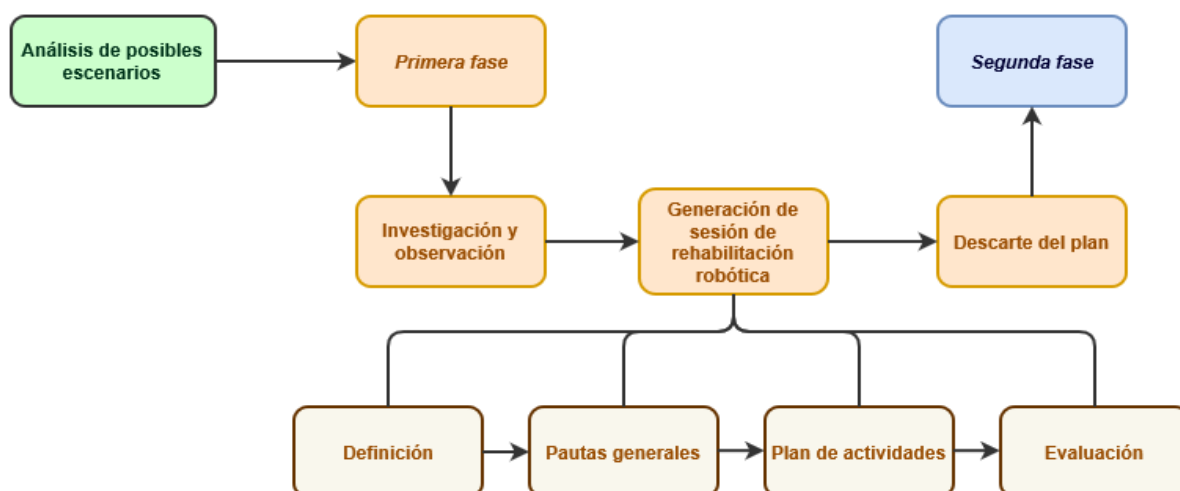 Análisis de posibles
escenarios
Primera fase
Segunda fase
Investigación y
observación
Generación de
sesión de
rehabilitación
robótica
Descarte del plan
Definición
Pautas generales
Plan de actividades
Evaluación